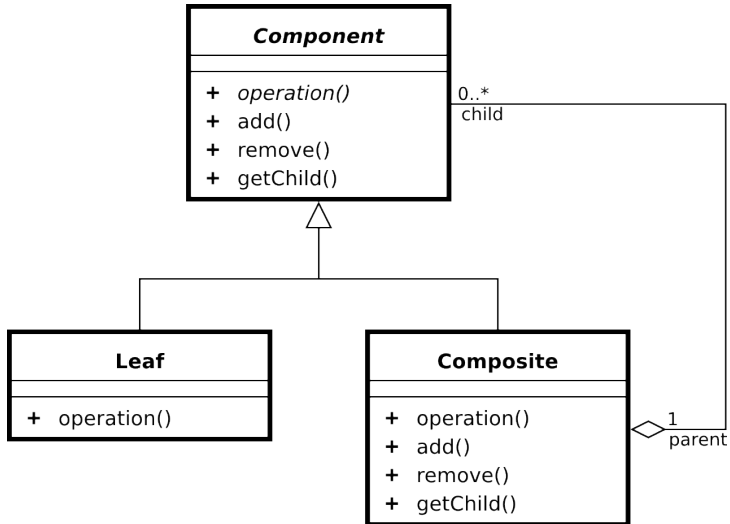 Component
+ operation()
+ add()
+ remove()
+ getChild()
0..*
child
Leaf
+ operation()
Composite
+ operation()
+ add()
+ remove()
+ getChild()
1
parent